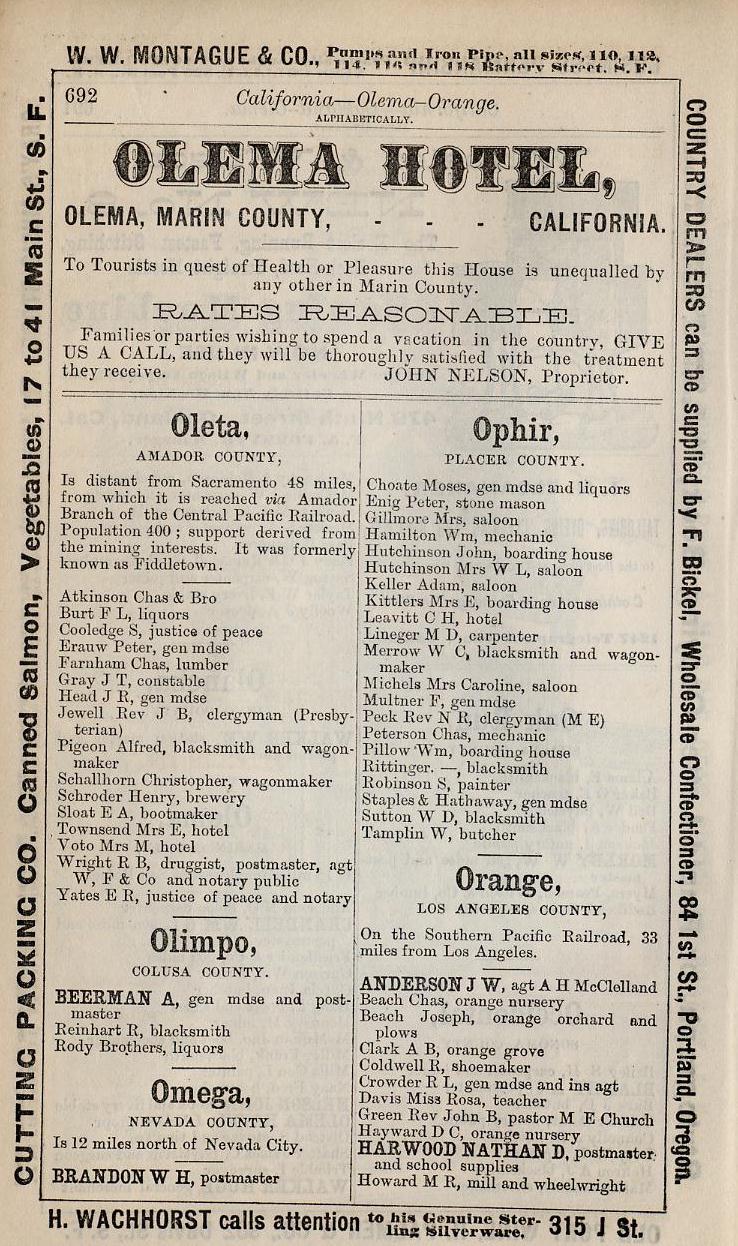 W. W. MONTAGUE & CO., Pumps and Iron Pipe, all sizes, 110, 112,
114, 116 and 118 Battery Street, S. F.
692
California—Olema-Orange.
ALPHABETICALLY.
OLEMA HOTEL,
OLEMA, MARIN COUNTY, - - - CALIFORNIA.
To Tourists in quest of Health or Pleasure this House is unequalled by
any other in Marin County.
RATES REASONABLE.
Families or parties wishing to spend a vacation in the country, GIVE
US A CALL, and they will be thoroughly satisfied with the treatment
they receive. JOHN NELSON, Proprietor.
Oleta,
AMADOR COUNTY,
Is distant from Sacramento 48 miles,
from which it is reached via Amador
Branch of the Central Pacific Railroad.
Population 400 ; support derived from
the mining interests. It was formerly
known as Fiddletown.
Atkinson Chas & Bro
Burt F L, liquors
Cooledge S, justice of peace
Erauw Peter, gen mdse
Farnham Chas, lumber
Gray J T, constable
Head J R, gen mdse
Jewell Rev J B, clergyman (Presby-
terian)
Pigeon Alfred, blacksmith and wagon-
maker
Schallhorn Christopher, wagonmaker
Schroder Henry, brewery
Sloat E A, bootmaker
Townsend Mrs E, hotel
Voto Mrs M, hotel
Wright R B, druggist, postmaster, agt
W, F & Co and notary public
Yates E R, justice of peace and notary
Olimpo,
COLUSA COUNTY.
BEERMAN A, gen mdse and post-
master
Reinhart R, blacksmith
Rody Brothers, liquors
Omega,
NEVADA COUNTY,
Is 12 miles north of Nevada City.
BRANDON W H, postmaster
Ophir,
PLACER COUNTY.
Choate Moses, gen mdse and liquors
Enig Peter, stone mason
Gillmore Mrs, saloon
Hamilton Wm, mechanic
Hutchinson John, boarding house
Hutchinson Mrs W L, saloon
Keller Adam, saloon
Kittlers Mrs E, boarding house
Leavitt C H, hotel
Lineger M D, carpenter
Merrow W C, blacksmith and wagon-
maker
Michels Mrs Caroline, saloon
Multner F, gen mdse
Peck Rev N R, clergyman (M E)
Peterson Chas, mechanic
Pillow Wm, boarding house
Rittinger. —, blacksmith
Robinson S, painter
Staples & Hathaway, gen mdse
Sutton W D, blacksmith
Tamplin W, butcher
Orange,
LOS ANGELES COUNTY,
On the Southern Pacific Railroad, 33
miles from Los Angeles.
ANDERSON J W, agt A H McClelland
Beach Chas, orange nursery
Beach Joseph, orange orchard and
plows
Clark A B, orange grove
Coldwell R, shoemaker
Crowder R L, gen mdse and ins agt
Davis Miss Rosa, teacher
Green Rev John B, pastor M E Church
Hayward D C, orange nursery
HARWOOD NATHAN D, postmaster
and school supplies
Howard M R, mill and wheelwright
CUTTING PACKING CO. Canned Salmon, Vegetables, 17 to 41 Main St., S. F.
COUNTRY DEALERS can be supplied by F. Bickel, Wholesale Confectioner, 84 1st St., Portland, Oregon.
H. WACHHORST calls attention to his Genuine Ster-
ling Silverware, 315 J St.